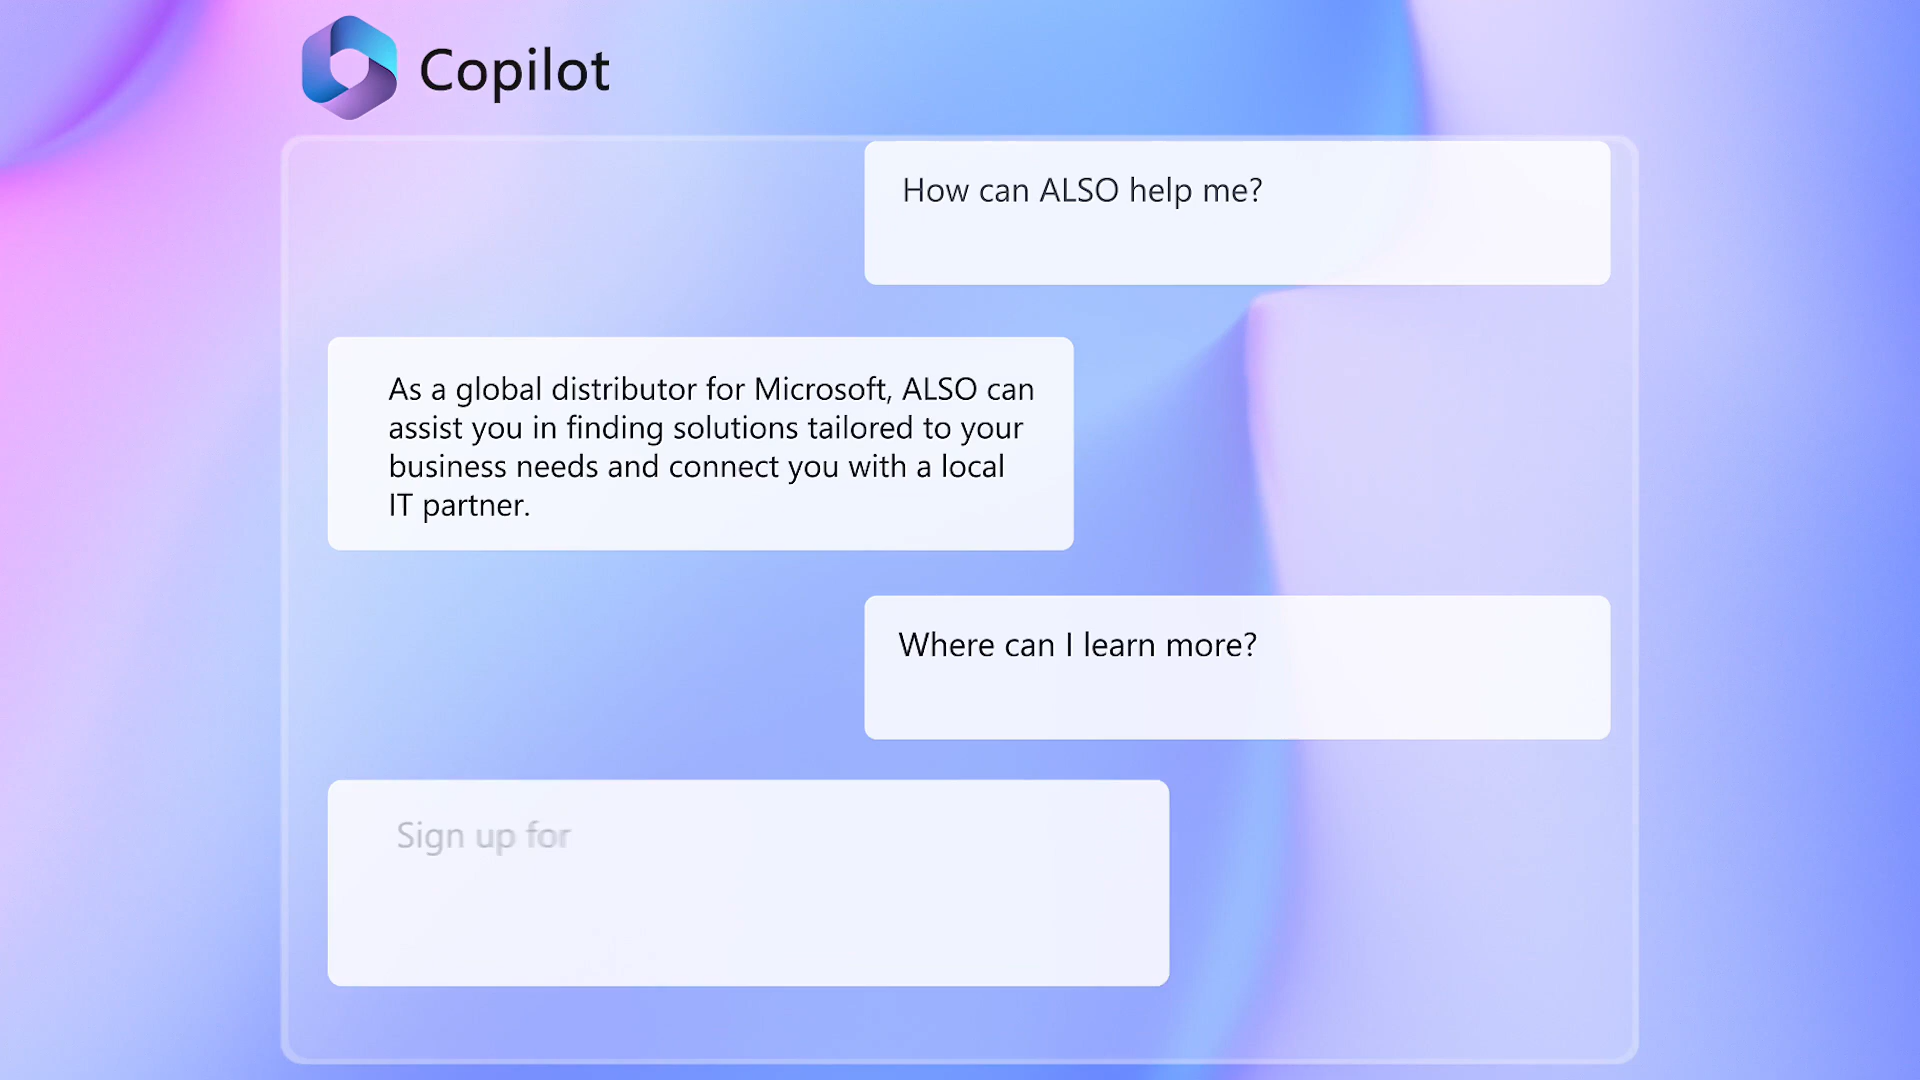 Copilot
How can ALSO help me?
As a global distributor for Microsoft, ALSO can
assist you in finding solutions tailored to your
business needs and connect you with a local
IT partner.
Where can I learn more?
Sign up for